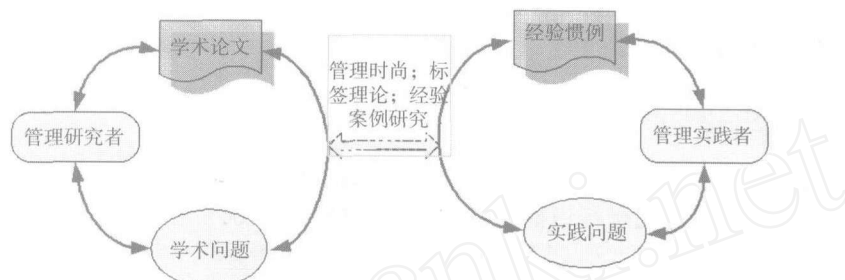 学术论文
经验惯例
管理时尚；标
签理论；经验
案例研究
管理研究者
管理实践者
学术问题
实践问题